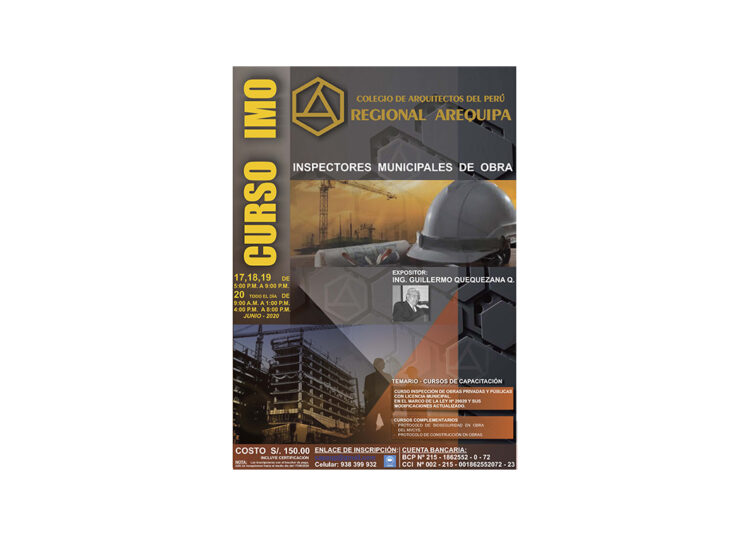 CURSO IMO
COLEGIO DE ARQUITECTOS DEL PERÚ
REGIONAL AREQUIPA
INSPECTORES MUNICIPALES DE OBRA
17,18,19 DE
5:00 P.M. A 9:00 P.M.
20 TODO EL DIA DE
9:00 A.M. A 1:00 P.M.
4:00 P.M. A 8:00 P.M.
JUNIO - 2020
EXPOSITOR:
ING. GUILLERMO QUEQUEZANA Q.
TEMARIO - CURSOS DE CAPACITACIÓN
CURSO INSPECCIÓN DE OBRAS PRIVADAS Y PÚBLICAS
CON LICENCIA MUNICIPAL.
EN EL MARCO DE LA LEY Nº 29090 Y SUS
MODIFICACIONES ACTUALIZADO.
CURSOS COMPLEMENTARIOS
PROTOCOLO DE BIOSEGURIDAD EN OBRA
DEL MVCYS.
PROTOCOLO DE CONSTRUCCIÓN EN OBRAS
COSTO S/. 150.00
INCLUYE CERTIFICACIÓN
NOTA:
ENLACE DE INSCRIPCIÓN:
Celular: 938 399 932
CUENTA BANCARIA:
BCP Nº 215 - 1862552 - 0 - 72
CCI Nº 002 - 215 - 001862552072 - 23